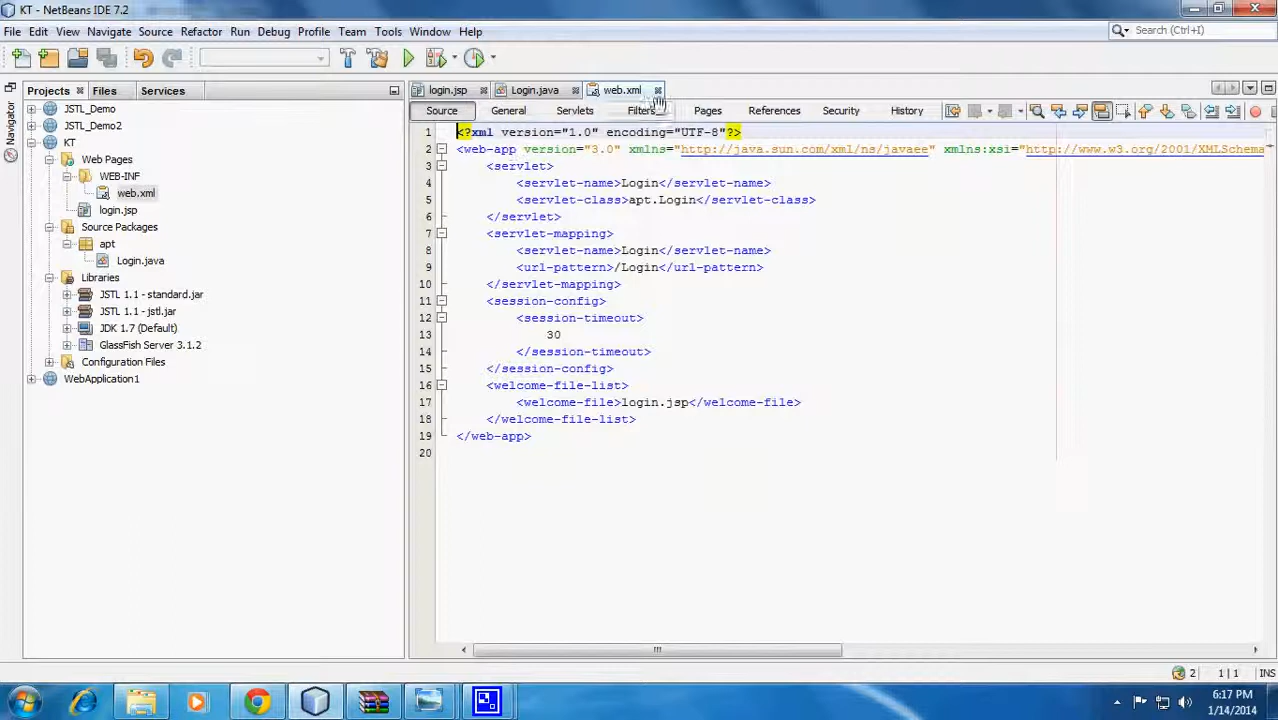 KT - NetBeans IDE 7.2
File Edit View Navigate Source Refactor Run Debug Profile Team Tools Window Help
Search (Ctrl+I)
Projects Files Services
login.jsp Login.java web.xml
Source General Servlets Filters Pages References Security History
Navigator
JSTL_Demo
JSTL_Demo2
KT
Web Pages
WEB-INF
web.xml
login.jsp
Source Packages
apt
Login.java
Libraries
JSTL 1.1 - standard.jar
JSTL 1.1 - jstl.jar
JDK 1.7 (Default)
GlassFish Server 3.1.2
Configuration Files
WebApplication1
1 <?xml version="1.0" encoding="UTF-8"?>
2 <web-app version="3.0" xmlns="http://java.sun.com/xml/ns/javaee" xmlns:xsi="http://www.w3.org/2001/XMLSchema
3 <servlet>
4 <servlet-name>Login</servlet-name>
5 <servlet-class>apt.Login</servlet-class>
6 </servlet>
7 <servlet-mapping>
8 <servlet-name>Login</servlet-name>
9 <url-pattern>/Login</url-pattern>
10 </servlet-mapping>
11 <session-config>
12 <session-timeout>
13 30
14 </session-timeout>
15 </session-config>
16 <welcome-file-list>
17 <welcome-file>login.jsp</welcome-file>
18 </welcome-file-list>
19 </web-app>
20
2 1 | 1 INS
6:17 PM
1/14/2014